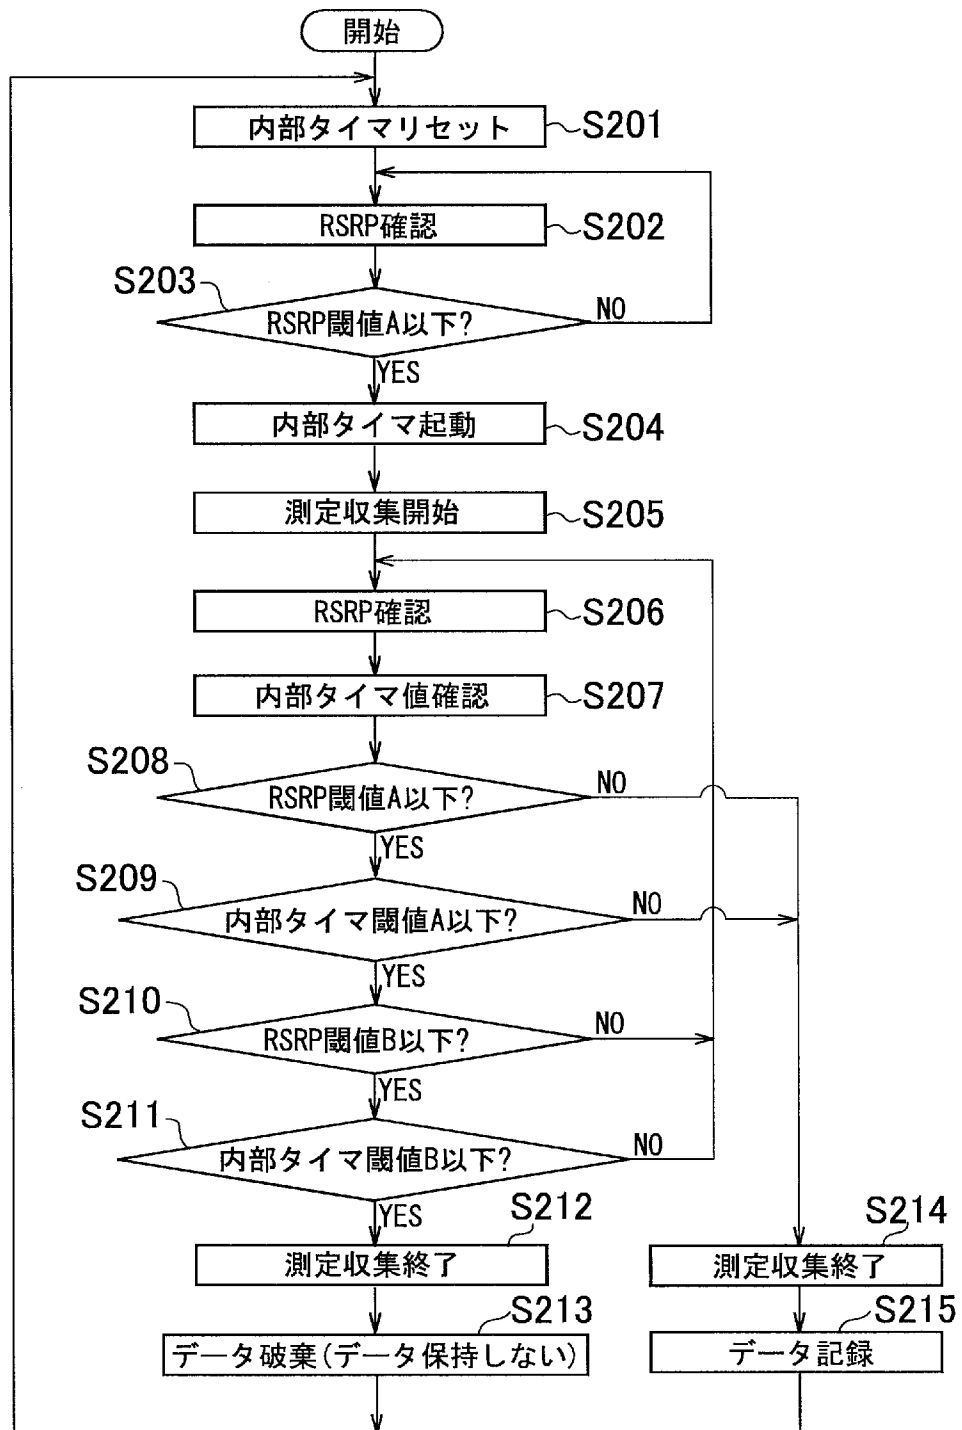 開始
内部タイマリセット
S201
RSRP確認
S202
S203
RSRP閾値A以下?
NO
YES
内部タイマ起動
S204
測定収集開始
S205
RSRP確認
S206
内部タイマ値確認
S207
S208
RSRP閾値A以下?
NO
YES
S209
内部タイマ閾値A以下?
NO
YES
S210
RSRP閾値B以下?
NO
YES
S211
内部タイマ閾値B以下?
NO
YES
S212
測定収集終了
S214
測定収集終了
S213
データ破棄(データ保持しない)
S215
データ記録